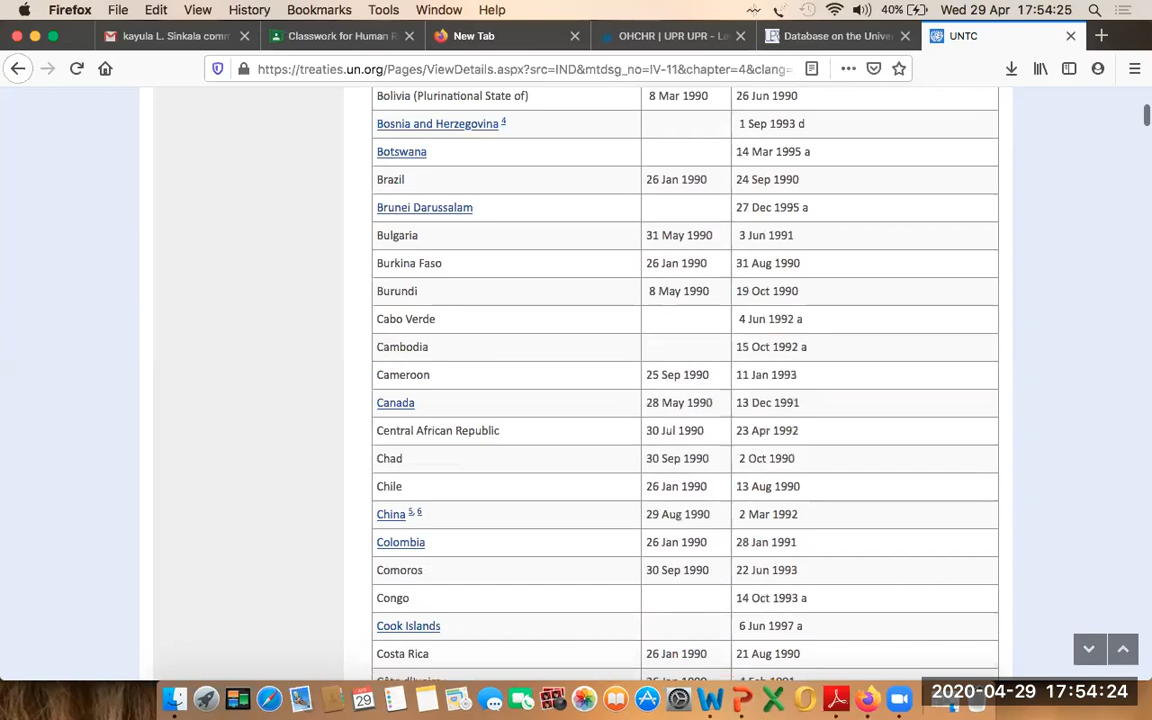 Firefox File Edit View History Bookmarks Tools Window Help 40% Wed 29 Apr 17:54:25
kayula L. Sinkala comm Classwork for Human R New Tab OHCHR | UPR UPR - Le Database on the Unive UNTC
https://treaties.un.org/Pages/ViewDetails.aspx?src=IND&mtdsg_no=IV-11&chapter=4&clang=
Bolivia (Plurinational State of) 8 Mar 1990 26 Jun 1990
Bosnia and Herzegovina 4 1 Sep 1993 d
Botswana 14 Mar 1995 a
Brazil 26 Jan 1990 24 Sep 1990
Brunei Darussalam 27 Dec 1995 a
Bulgaria 31 May 1990 3 Jun 1991
Burkina Faso 26 Jan 1990 31 Aug 1990
Burundi 8 May 1990 19 Oct 1990
Cabo Verde 4 Jun 1992 a
Cambodia 15 Oct 1992 a
Cameroon 25 Sep 1990 11 Jan 1993
Canada 28 May 1990 13 Dec 1991
Central African Republic 30 Jul 1990 23 Apr 1992
Chad 30 Sep 1990 2 Oct 1990
Chile 26 Jan 1990 13 Aug 1990
China 5, 6 29 Aug 1990 2 Mar 1992
Colombia 26 Jan 1990 28 Jan 1991
Comoros 30 Sep 1990 22 Jun 1993
Congo 14 Oct 1993 a
Cook Islands 6 Jun 1997 a
Costa Rica 26 Jan 1990 21 Aug 1990
2020-04-29 17:54:24